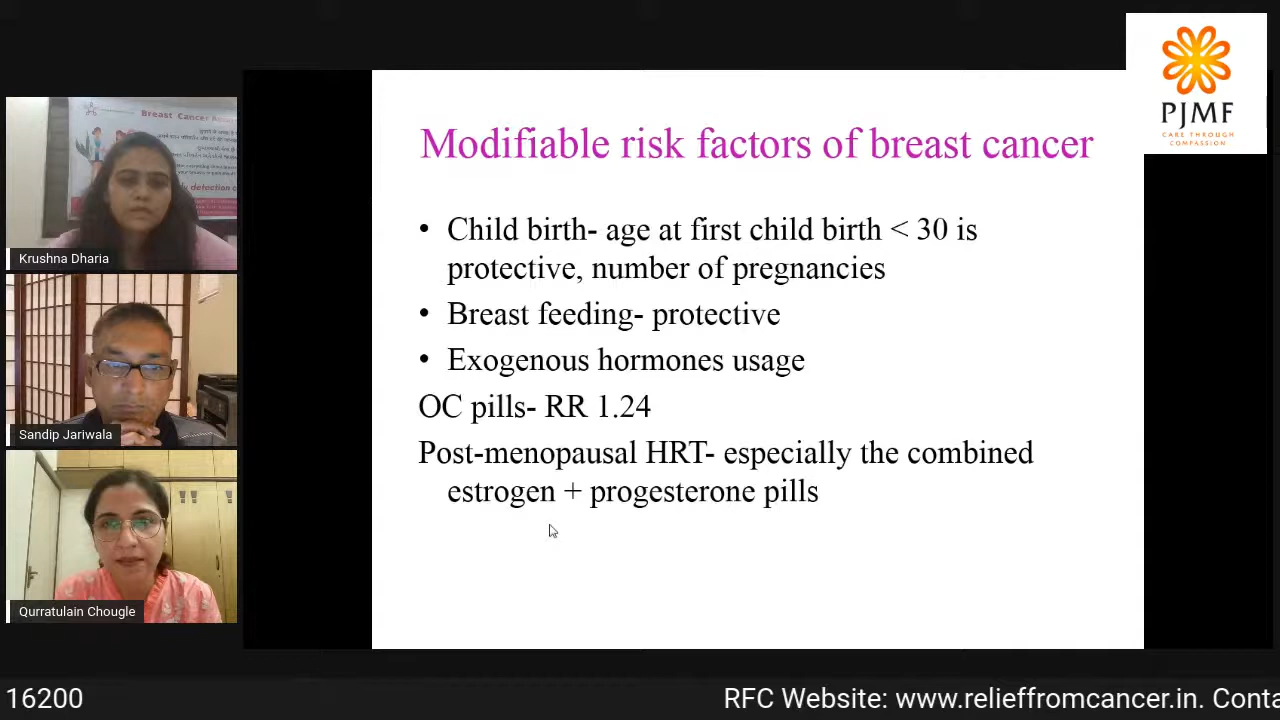 PJMF
CARE THROUGH
COMPASSION
Breast Cancer
Krushna Dharia
Sandip Jariwala
Qurratulain Chougle
Modifiable risk factors of breast cancer
• Child birth- age at first child birth < 30 is
protective, number of pregnancies
• Breast feeding- protective
• Exogenous hormones usage
OC pills- RR 1.24
Post-menopausal HRT- especially the combined
estrogen + progesterone pills
16200
RFC Website: www.relieffromcancer.in. Conta